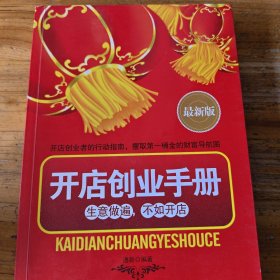 最新版
开店创业者的行动指南，攫取第一桶金的财富导航图
开店创业手册
生意做遍，不如开店
KAIDIANCHUANGYESHOUCE
编著